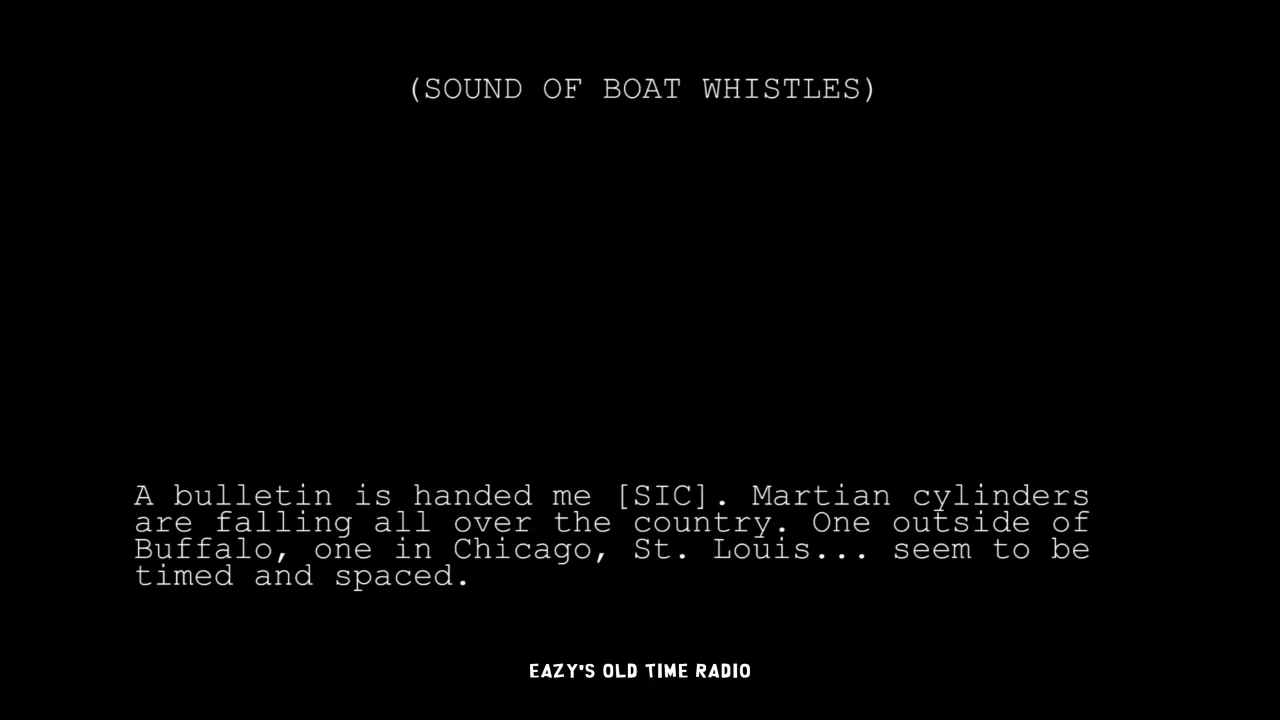 (SOUND OF BOAT WHISTLES)
A bulletin is handed me [SIC]. Martian cylinders
are falling all over the country. One outside of
Buffalo, one in Chicago, St. Louis... seem to be
timed and spaced.
EAZY'S OLD TIME RADIO